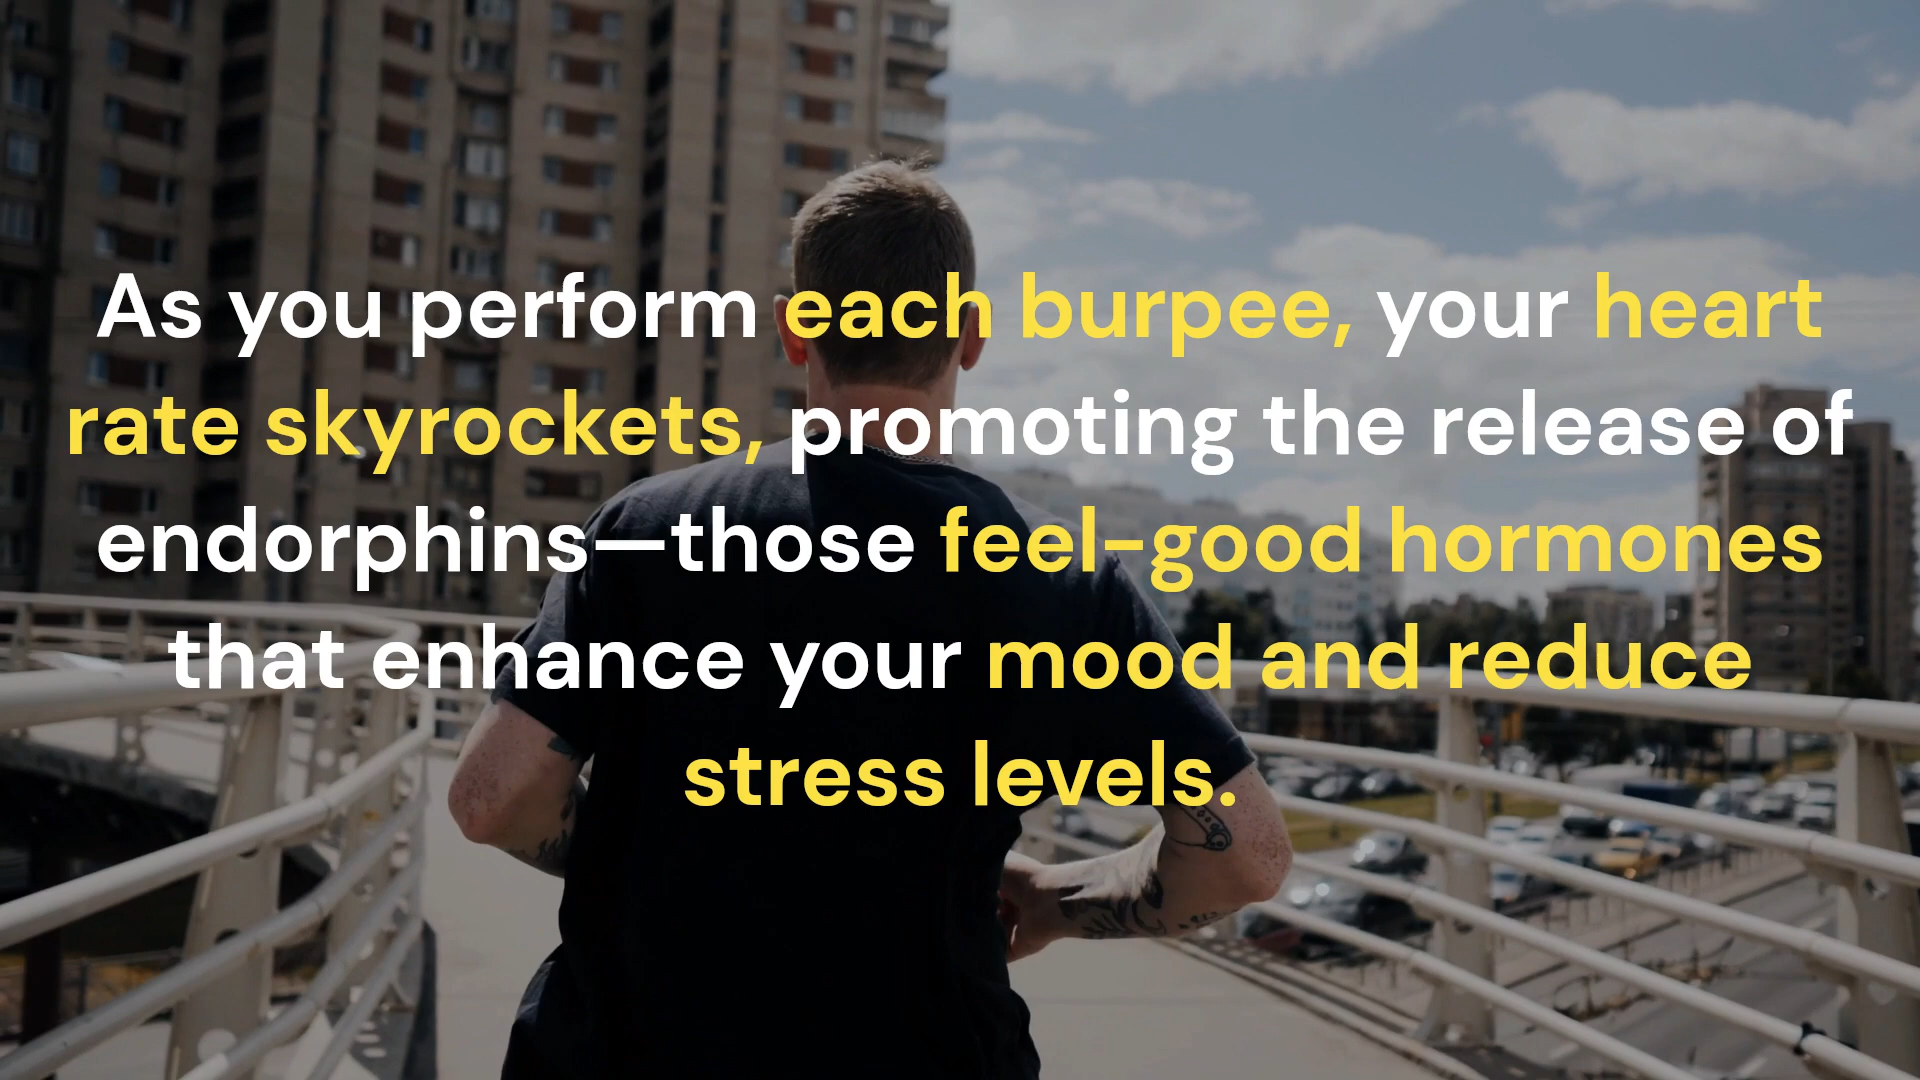 As you perform each burpee, your heart
rate skyrockets, promoting the release of
endorphins—those feel-good hormones
that enhance your mood and reduce
stress levels.